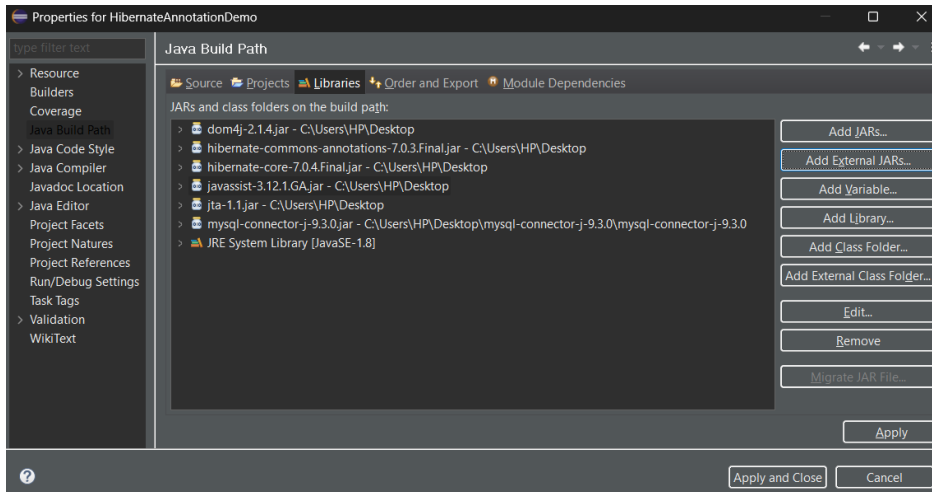 Properties for HibernateAnnotationDemo
type filter text
Resource
Builders
Coverage
Java Build Path
Java Code Style
Java Compiler
Javadoc Location
Java Editor
Project Facets
Project Natures
Project References
Run/Debug Settings
Task Tags
Validation
WikiText
Java Build Path
Source Projects Libraries Order and Export Module Dependencies
JARs and class folders on the build path:
dom4j-2.1.4.jar - C:\Users\HP\Desktop
hibernate-commons-annotations-7.0.3.Final.jar - C:\Users\HP\Desktop
hibernate-core-7.0.4.Final.jar - C:\Users\HP\Desktop
javassist-3.12.1.GA.jar - C:\Users\HP\Desktop
jta-1.1.jar - C:\Users\HP\Desktop
mysql-connector-j-9.3.0.jar - C:\Users\HP\Desktop\mysql-connector-j-9.3.0\mysql-connector-j-9.3.0
JRE System Library [JavaSE-1.8]
Add JARs...
Add External JARs...
Add Variable...
Add Library...
Add Class Folder...
Add External Class Folder...
Edit...
Remove
Migrate JAR File...
Apply
Apply and Close
Cancel